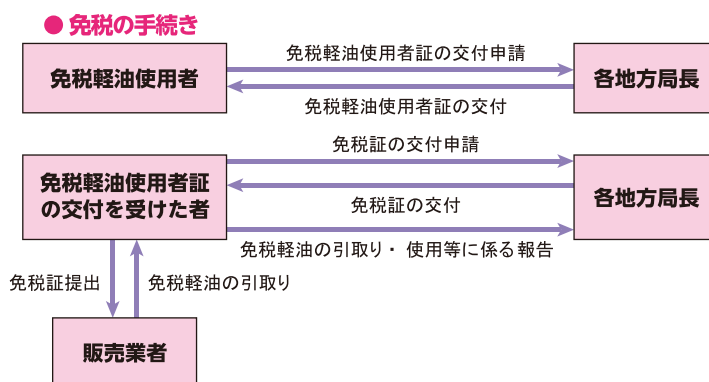 ● 免税の手続き
免税軽油使用者証の交付申請
免税軽油使用者
各地方局長
免税軽油使用者証の交付
免税証の交付申請
免税軽油使用者証
の交付を受けた者
各地方局長
免税証の交付
免税軽油の引取り・使用等に係る報告
免税証提出
免税軽油の引取り
販売業者